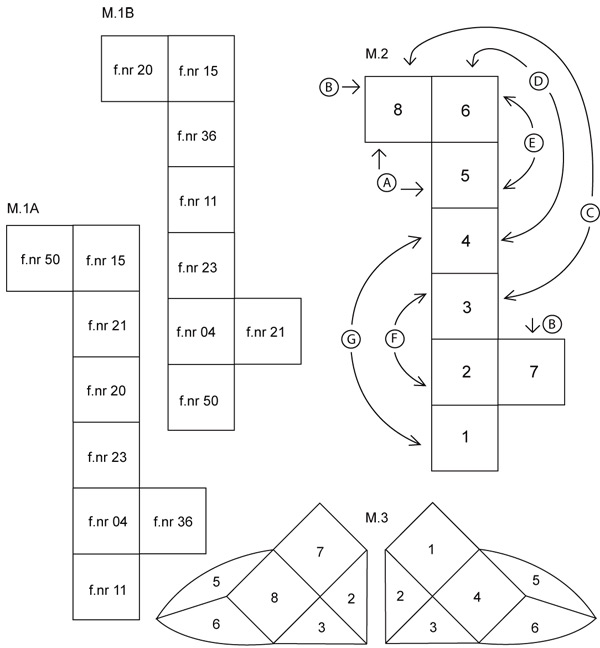 M.1B
f.nr 20 f.nr 15
f.nr 36
f.nr 11
f.nr 23
f.nr 04 f.nr 21
f.nr 50
M.1A
f.nr 50 f.nr 15
f.nr 21
f.nr 20
f.nr 23
f.nr 04 f.nr 36
f.nr 11
M.2
B 8 6 D
E
A 5
C
4
3
G F B
2 7
1
M.3
7 1
5 8 2 2 4 5
6 3 3 6